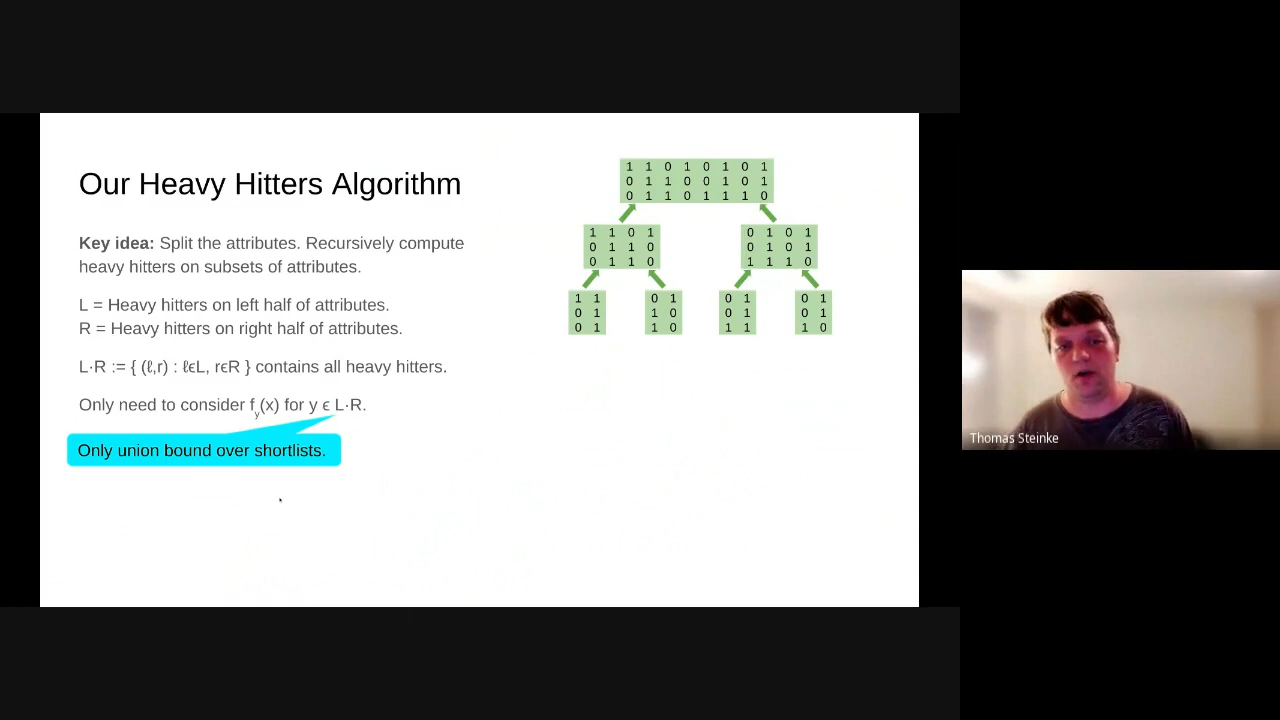 Our Heavy Hitters Algorithm
Key idea: Split the attributes. Recursively compute
heavy hitters on subsets of attributes.
L = Heavy hitters on left half of attributes.
R = Heavy hitters on right half of attributes.
L·R := { (ℓ,r) : ℓϵL, rϵR } contains all heavy hitters.
Only need to consider f_y(x) for y ϵ L·R.
Only union bound over shortlists.
1 1 0 1 0 1 0 1
0 1 1 0 0 1 0 1
0 1 1 0 1 1 1 0
1 1 0 1
0 1 1 0
0 1 1 0
0 1 0 1
0 1 0 1
1 1 1 0
1 1
0 1
0 1
0 1
1 0
1 0
0 1
0 1
1 1
0 1
0 1
1 0
Thomas Steinke